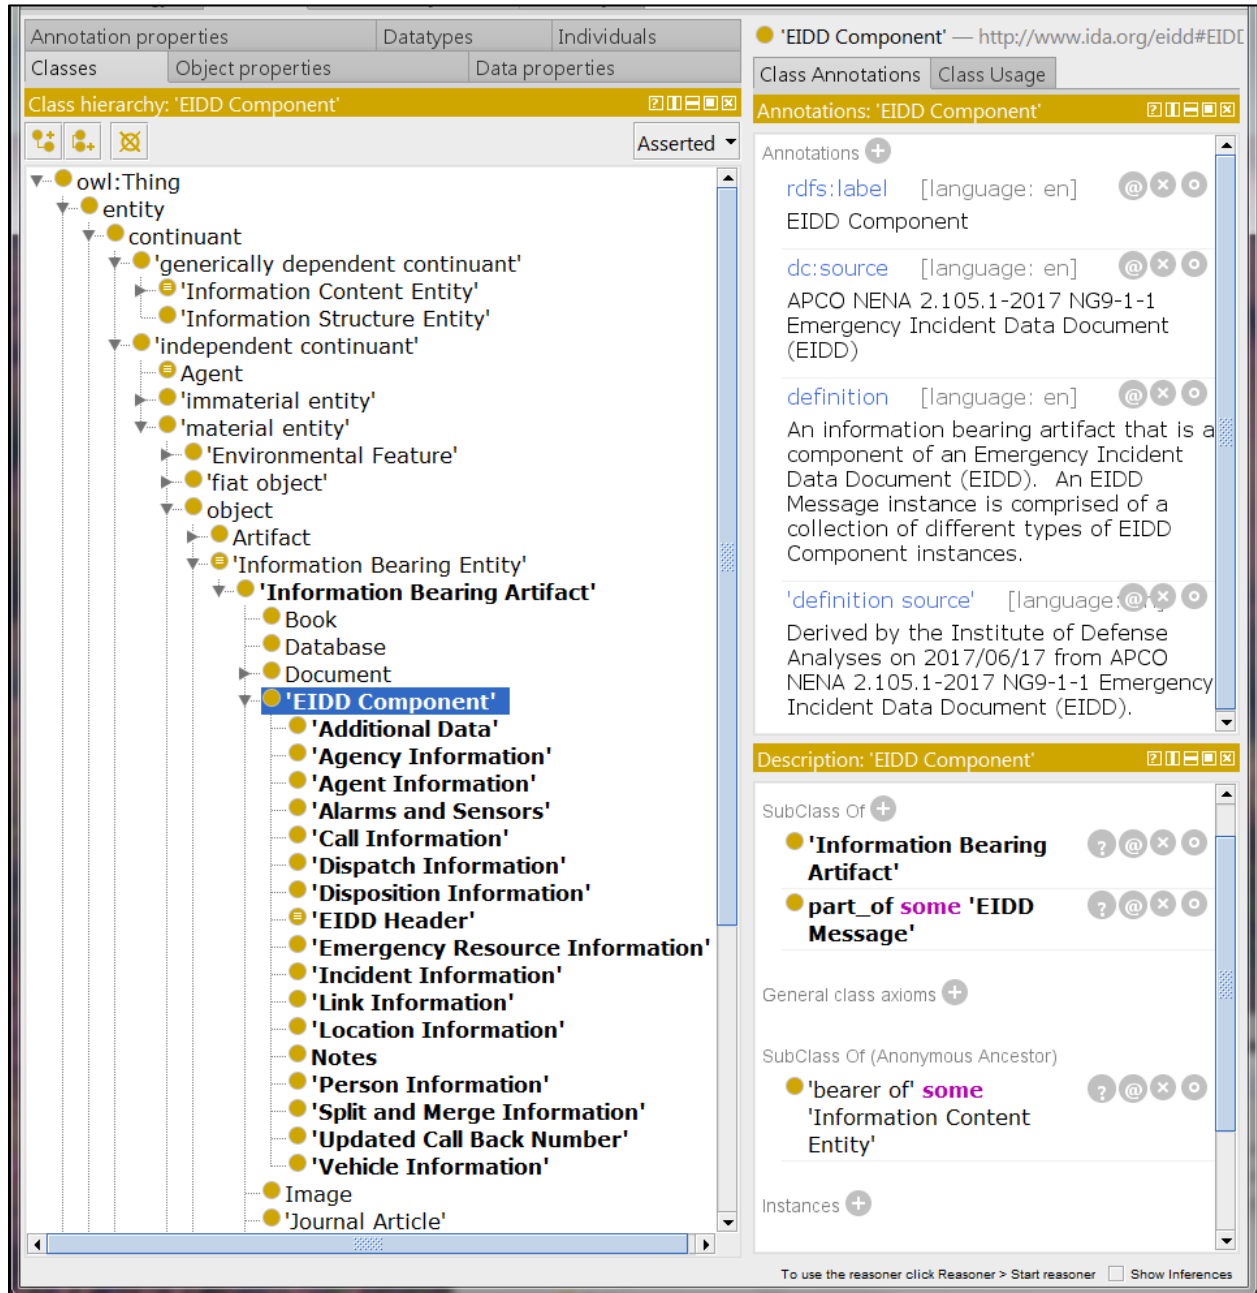 Annotation properties
Datatypes
Individuals
Classes
Object properties
Data properties
Class hierarchy: 'EIDD Component'
Asserted
owl:Thing
entity
continuant
'generically dependent continuant'
'Information Content Entity'
'Information Structure Entity'
'independent continuant'
Agent
'immaterial entity'
'material entity'
'Environmental Feature'
'fiat object'
object
Artifact
'Information Bearing Entity'
'Information Bearing Artifact'
Book
Database
Document
'EIDD Component'
'Additional Data'
'Agency Information'
'Agent Information'
'Alarms and Sensors'
'Call Information'
'Dispatch Information'
'Disposition Information'
'EIDD Header'
'Emergency Resource Information'
'Incident Information'
'Link Information'
'Location Information'
Notes
'Person Information'
'Split and Merge Information'
'Updated Call Back Number'
'Vehicle Information'
Image
'Journal Article'
'EIDD Component' — http://www.ida.org/eidd#EIDD
Class Annotations
Class Usage
Annotations: 'EIDD Component'
Annotations
rdfs:label [language: en]
EIDD Component
dc:source [language: en]
APCO NENA 2.105.1-2017 NG9-1-1
Emergency Incident Data Document
(EIDD)
definition [language: en]
An information bearing artifact that is a
component of an Emergency Incident
Data Document (EIDD). An EIDD
Message instance is comprised of a
collection of different types of EIDD
Component instances.
'definition source' [language:
Derived by the Institute of Defense
Analyses on 2017/06/17 from APCO
NENA 2.105.1-2017 NG9-1-1 Emergency
Incident Data Document (EIDD).
Description: 'EIDD Component'
SubClass Of
'Information Bearing
Artifact'
part_of some 'EIDD
Message'
General class axioms
SubClass Of (Anonymous Ancestor)
'bearer of' some
'Information Content
Entity'
Instances
To use the reasoner click Reasoner > Start reasoner
Show Inferences